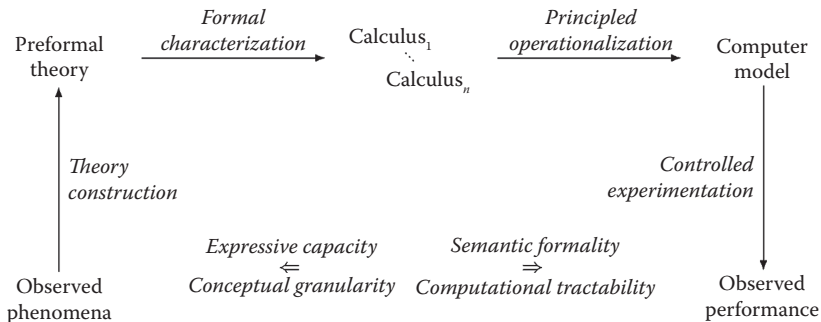 Formal
characterization
Principled
operationalization
Preformal
theory
Calculus1
⋱
Calculusn
Computer
model
Theory
construction
Controlled
experimentation
Expressive capacity
⇐
Conceptual granularity
Semantic formality
⇒
Computational tractability
Observed
phenomena
Observed
performance